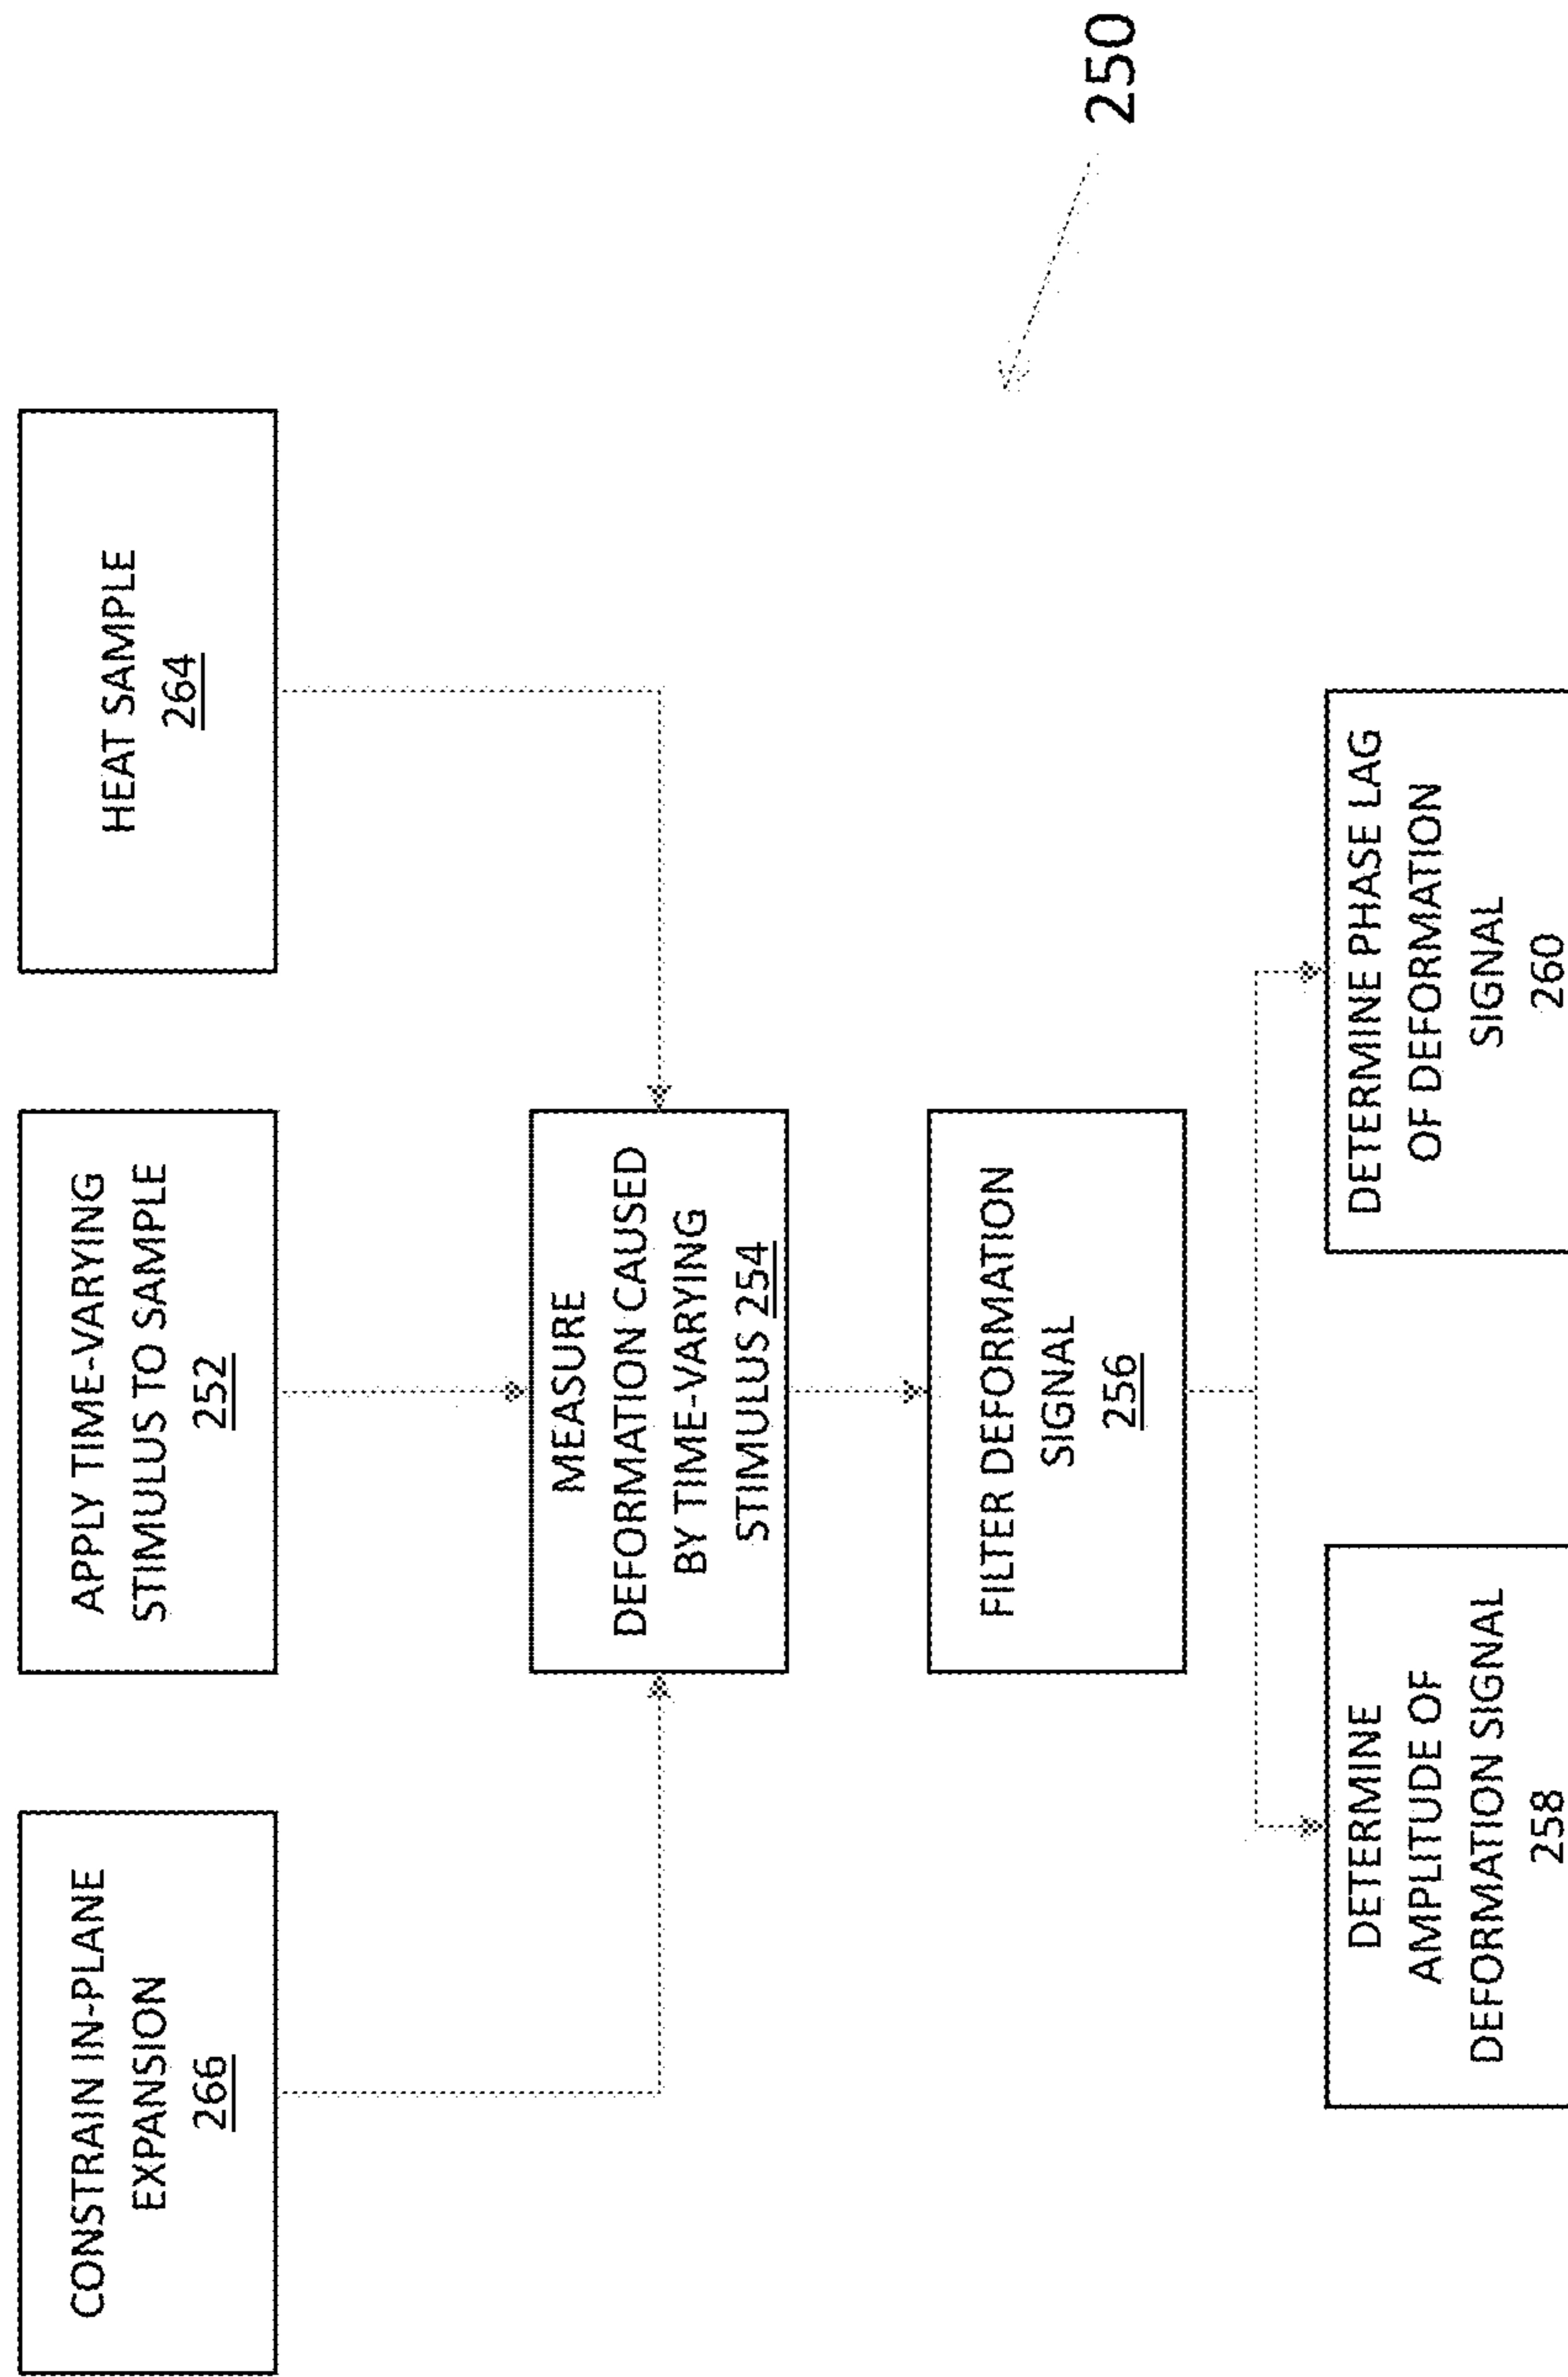 CONSTRAIN IN-PLANE
EXPANSION
266
APPLY TIME-VARYING
STIMULUS TO SAMPLE
252
HEAT SAMPLE
264
MEASURE
DEFORMATION CAUSED
BY TIME-VARYING
STIMULUS 254
FILTER DEFORMATION
SIGNAL
256
DETERMINE
AMPLITUDE OF
DEFORMATION SIGNAL
258
DETERMINE PHASE LAG
OF DEFORMATION
SIGNAL
260
250